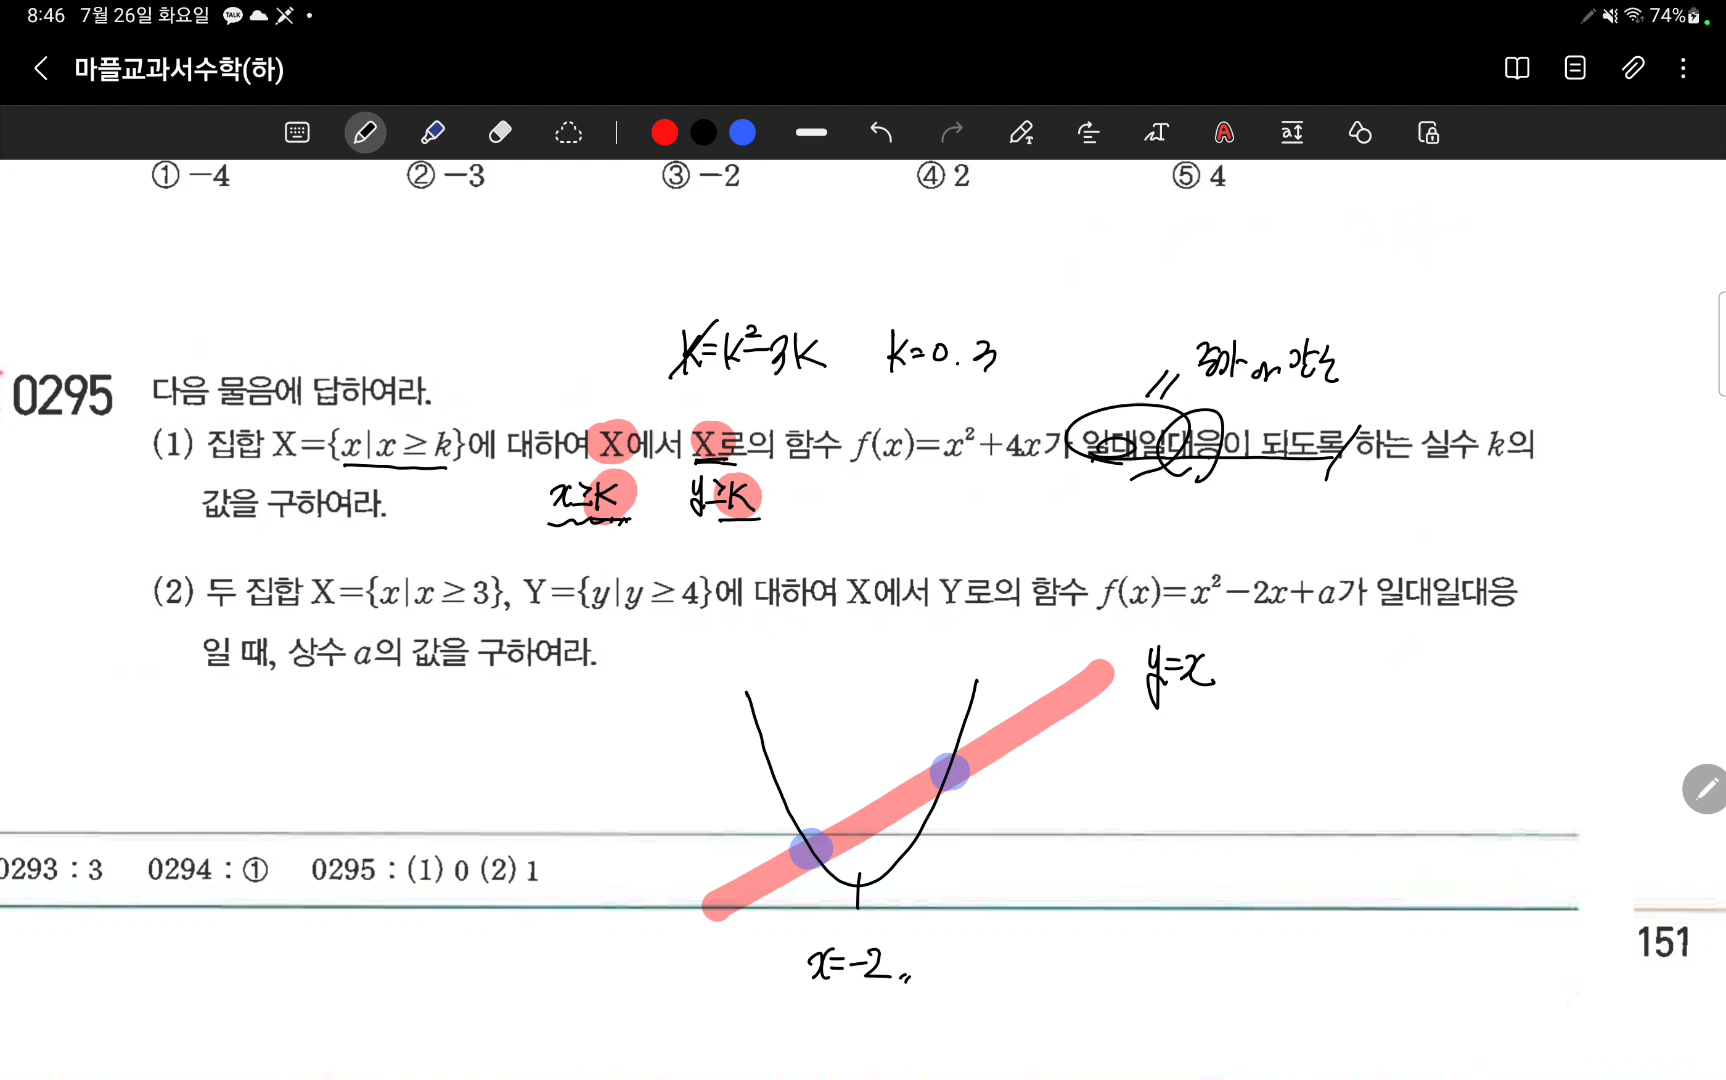 8:46 7월 26일 화요일 TALK 74%
마플교과서수학(하)
① −4 ② −3 ③ −2 ④ 2 ⑤ 4
K=K²−3K K=0.3
0295 다음 물음에 답하여라.
(1) 집합 X={x|x≥k}에 대하여 X에서 X로의 함수 f(x)=x²+4x가 일대일대응이 되도록 하는 실수 k의
값을 구하여라.
x≥K y≥K
(2) 두 집합 X={x|x≥3}, Y={y|y≥4}에 대하여 X에서 Y로의 함수 f(x)=x²−2x+a가 일대일대응
일 때, 상수 a의 값을 구하여라.
y=x
0293 : 3 0294 : ① 0295 : (1) 0 (2) 1
151
x=−2